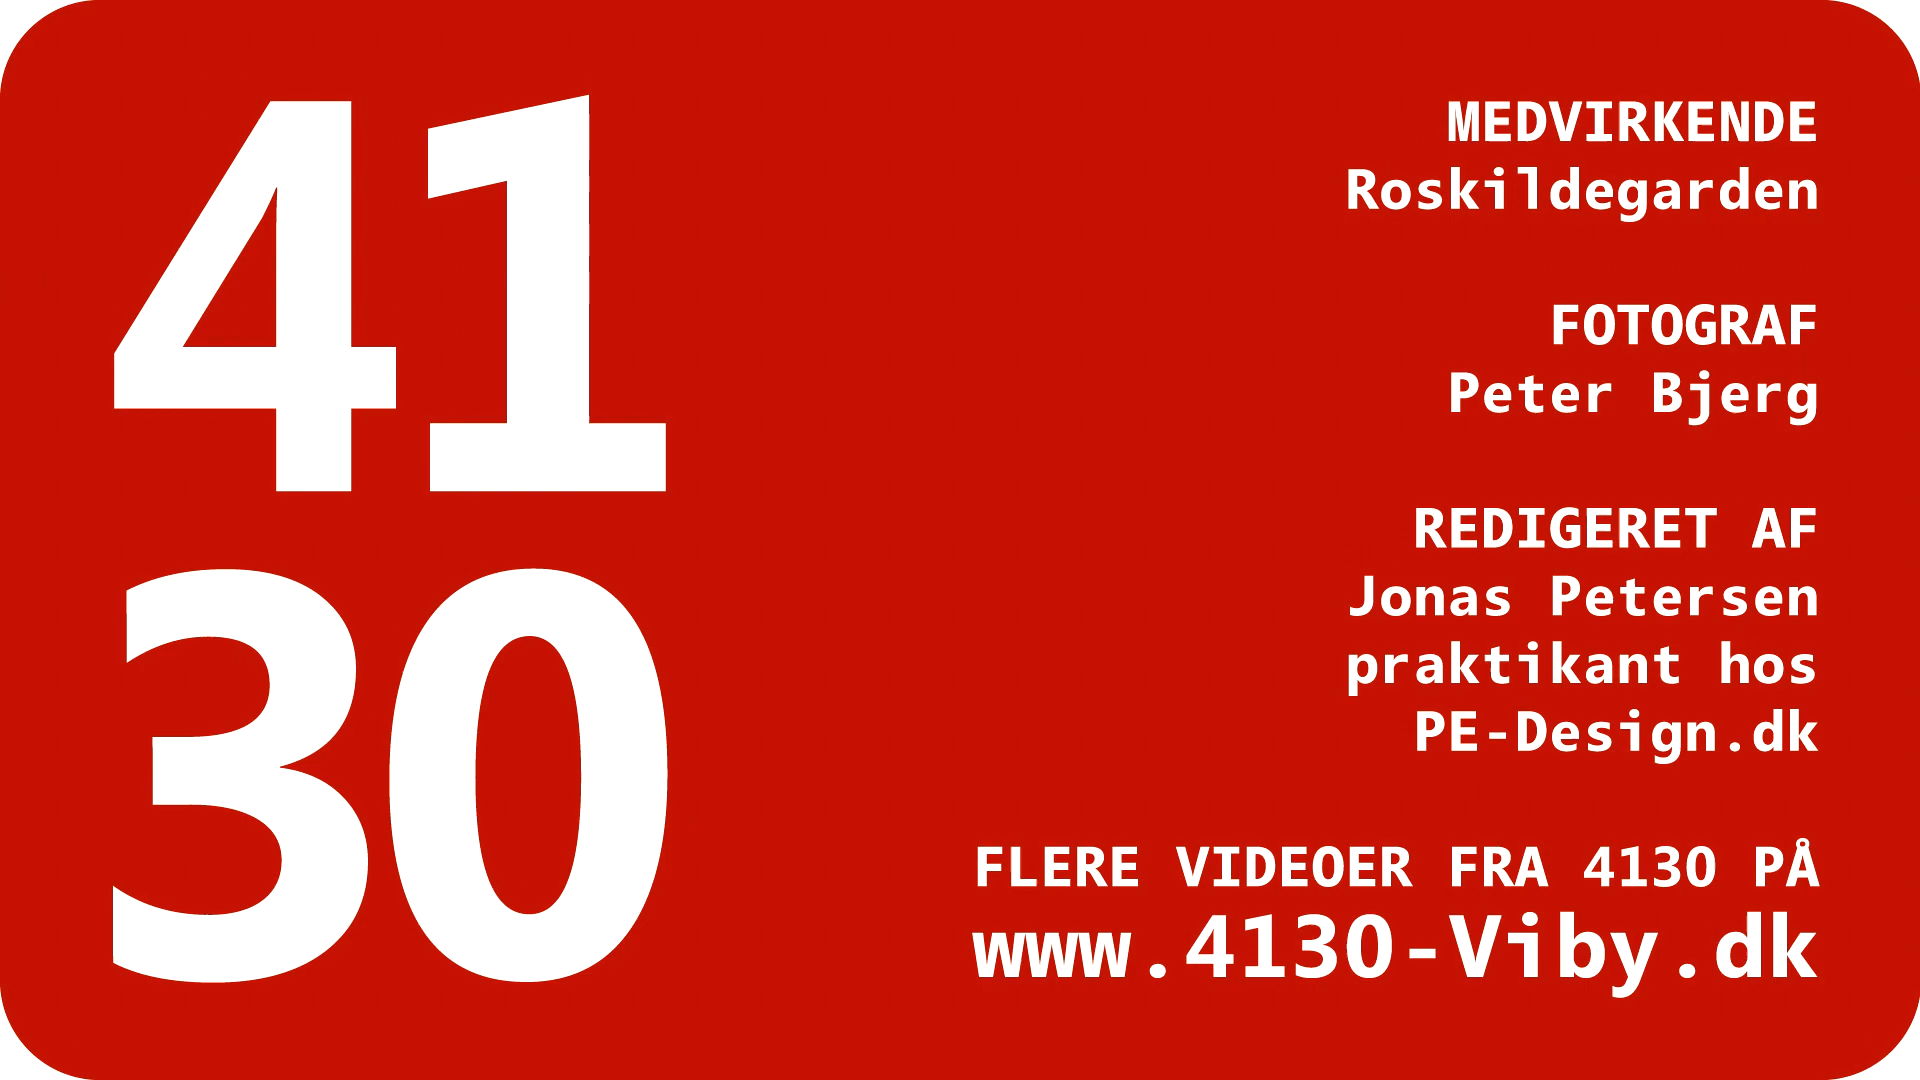 41
30
MEDVIRKENDE
Roskildegarden
FOTOGRAF
Peter Bjerg
REDIGERET AF
Jonas Petersen
praktikant hos
PE-Design.dk
FLERE VIDEOER FRA 4130 PÅ
www.4130-Viby.dk